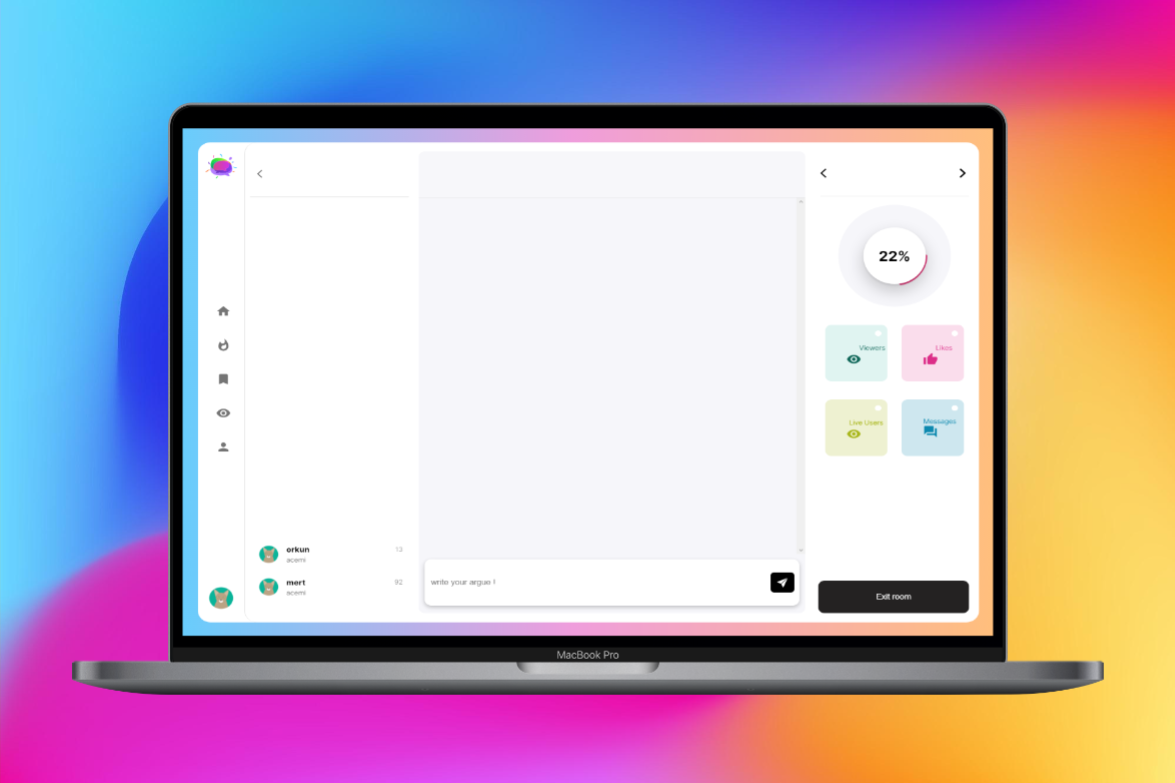 22%
Viewers
Likes
Live Users
Messages
orkun
13
acemi
mert
92
acemi
write your argue !
Exit room
MacBook Pro